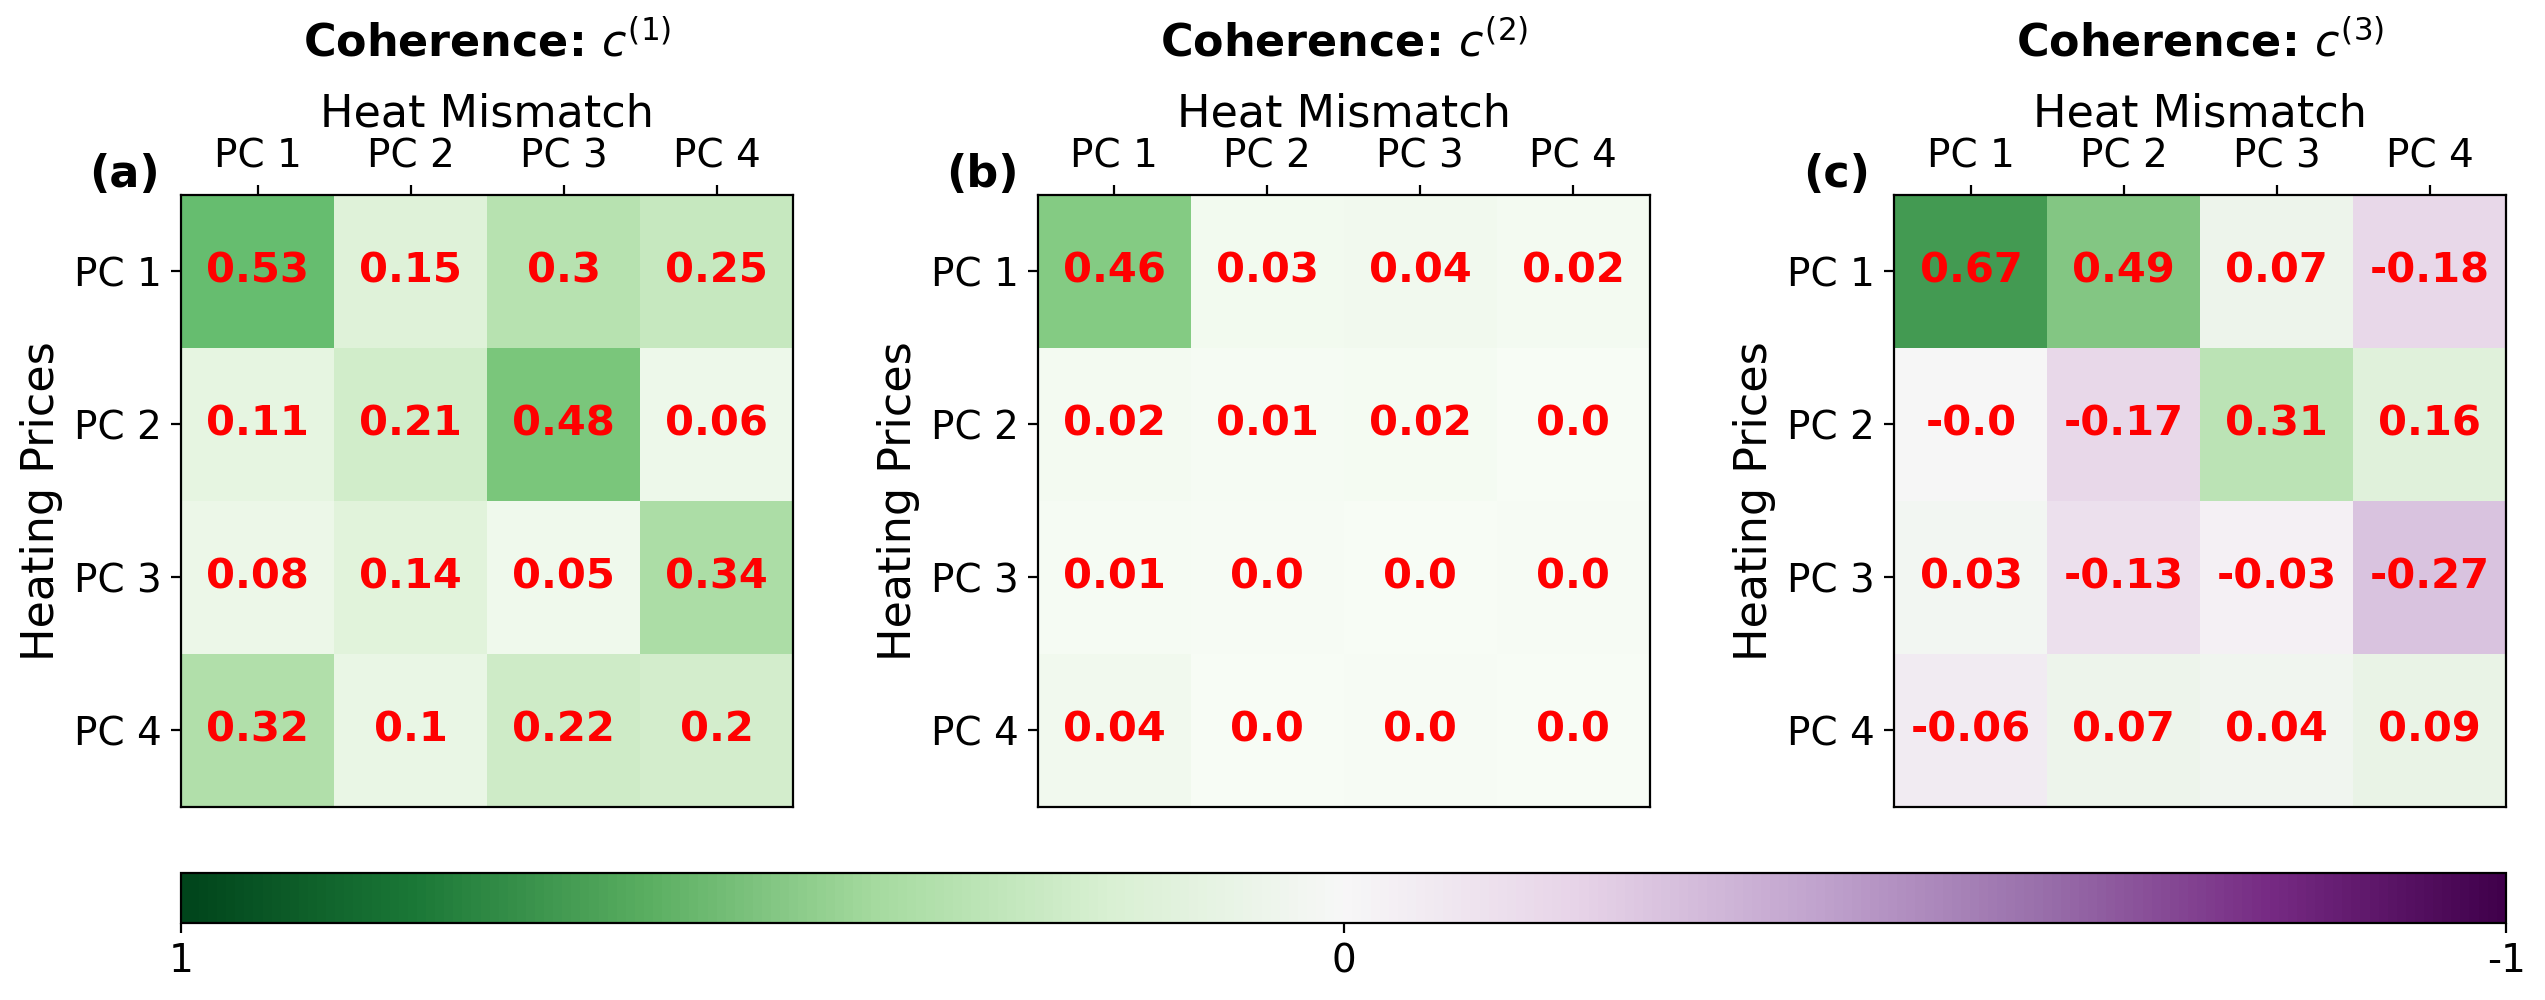 Coherence: c(1)
Heat Mismatch
(a) PC 1 PC 2 PC 3 PC 4
Heating Prices
PC 1 0.53 0.15 0.3 0.25
PC 2 0.11 0.21 0.48 0.06
PC 3 0.08 0.14 0.05 0.34
PC 4 0.32 0.1 0.22 0.2
Coherence: c(2)
Heat Mismatch
(b) PC 1 PC 2 PC 3 PC 4
Heating Prices
PC 1 0.46 0.03 0.04 0.02
PC 2 0.02 0.01 0.02 0.0
PC 3 0.01 0.0 0.0 0.0
PC 4 0.04 0.0 0.0 0.0
Coherence: c(3)
Heat Mismatch
(c) PC 1 PC 2 PC 3 PC 4
Heating Prices
PC 1 0.67 0.49 0.07 -0.18
PC 2 -0.0 -0.17 0.31 0.16
PC 3 0.03 -0.13 -0.03 -0.27
PC 4 -0.06 0.07 0.04 0.09
1 0 -1